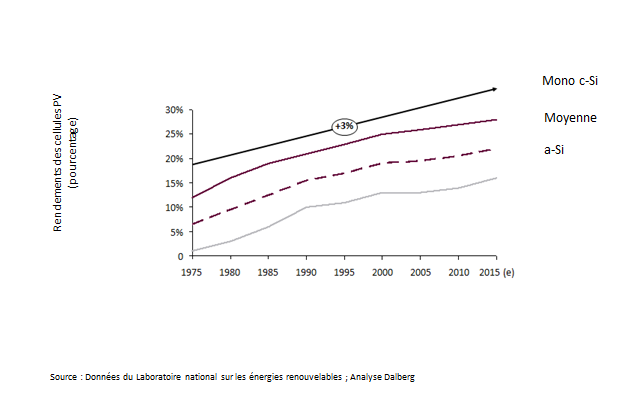 Mono c-Si
Moyenne
a-Si
Rendements des cellules PV
(pourcentage)
30%
25%
20%
15%
10%
5%
0
+3%
1975 1980 1985 1990 1995 2000 2005 2010 2015 (e)
Source : Données du Laboratoire national sur les énergies renouvelables ; Analyse Dalberg